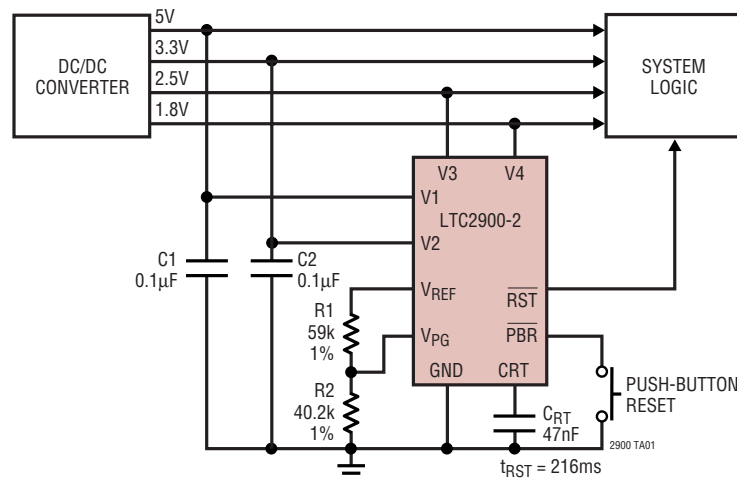 5V
3.3V
2.5V
1.8V
DC/DC
CONVERTER
SYSTEM
LOGIC
V3
V4
V1
LTC2900-2
V2
C1
0.1µF
C2
0.1µF
VREF
RST
R1
59k
1%
VPG
PBR
GND
CRT
R2
40.2k
1%
CRT
47nF
PUSH-BUTTON
RESET
2900 TA01
tRST = 216ms